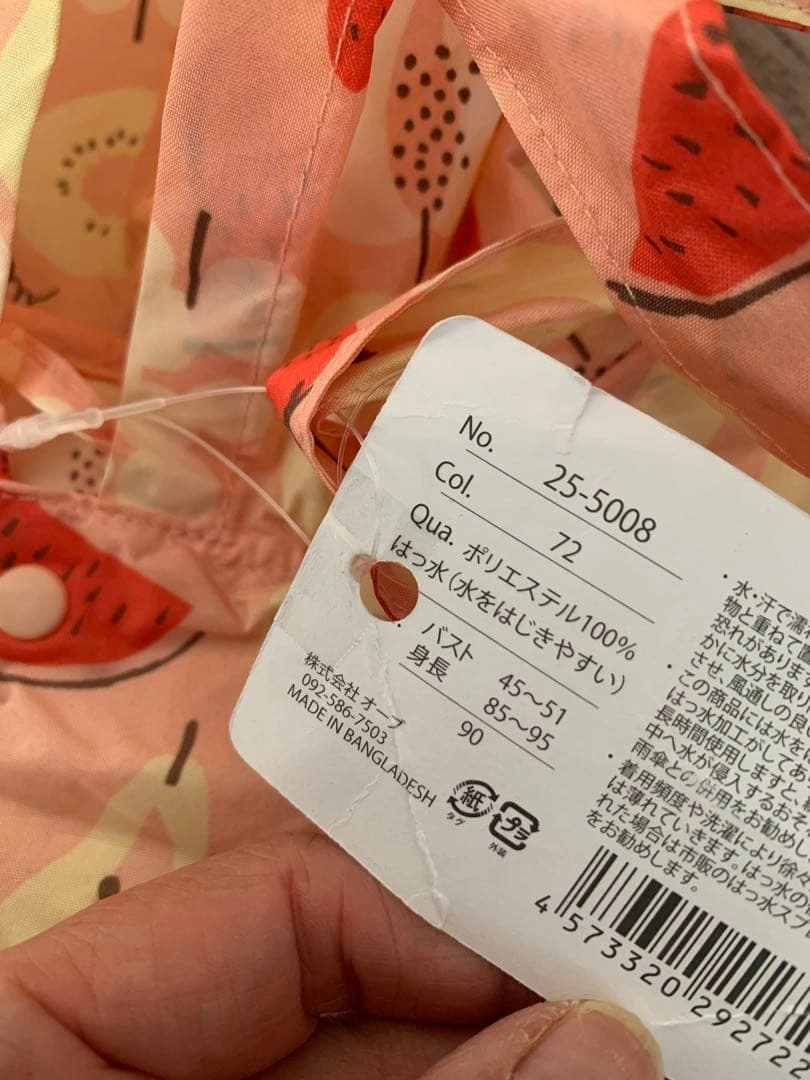 No. 25-5008
Col. 72
Qua. ポリエステル100%
はっ水(水をはじきやすい)
バスト 45〜51
身長 85〜95
90
株式会社 オーブ
092-586-7503
MADE IN BANGLADESH
紙
タグ
プラ
外装
・水・汗で濡
物と重ねて置
恐れがありま
かに水分を取
させ、風通しの良
・この商品には水を
はっ水加工がしてあ
長時間使用しますと、
中へ水が侵入するおそ
雨傘との併用をお勧めし
・着用頻度や洗濯により徐々
は薄れていきます。はっ水の
れた場合は市販のはっ水スプ
をお勧めします。
4 573320 292722